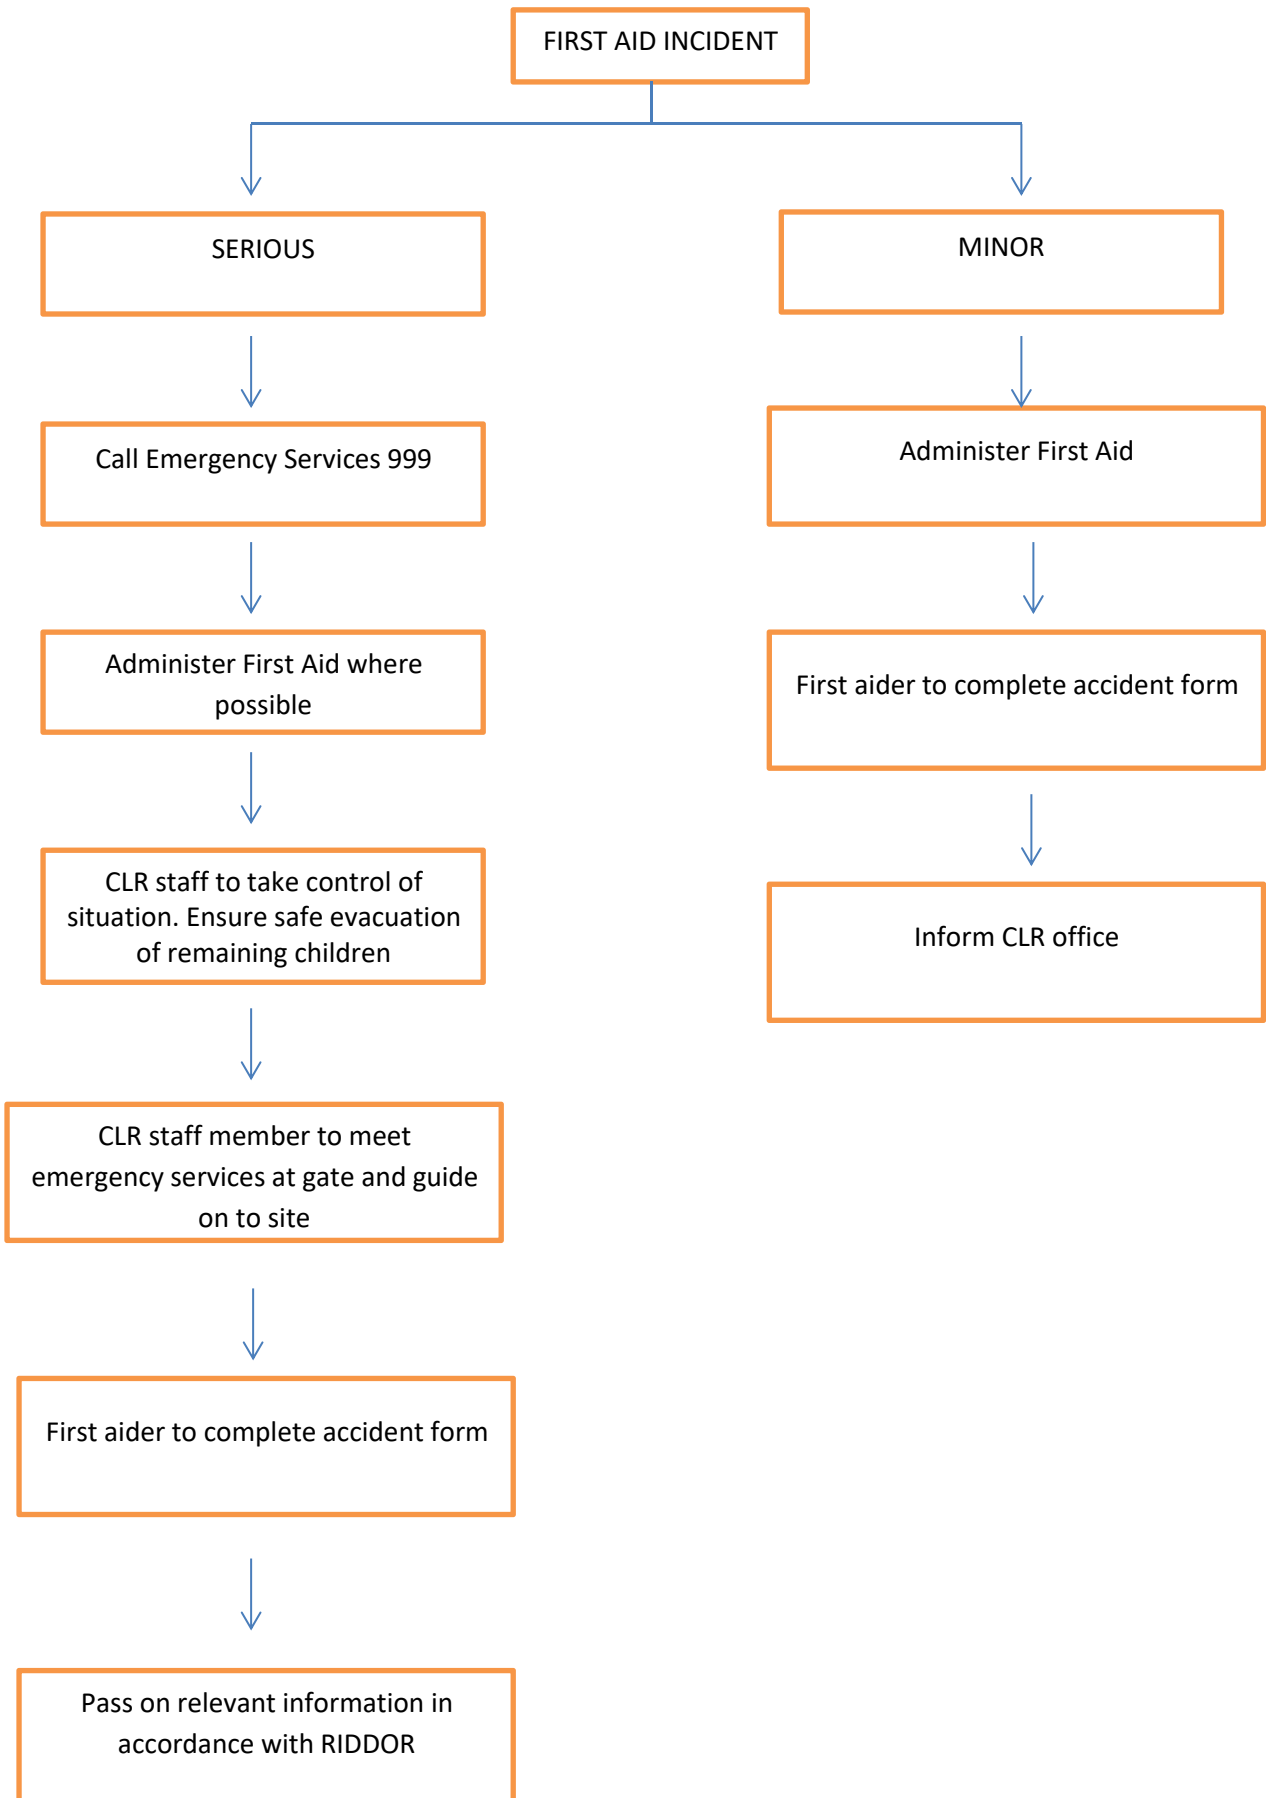 FIRST AID INCIDENT
SERIOUS
MINOR
Call Emergency Services 999
Administer First Aid
Administer First Aid where
possible
First aider to complete accident form
CLR staff to take control of
situation. Ensure safe evacuation
of remaining children
Inform CLR office
CLR staff member to meet
emergency services at gate and guide
on to site
First aider to complete accident form
Pass on relevant information in
accordance with RIDDOR